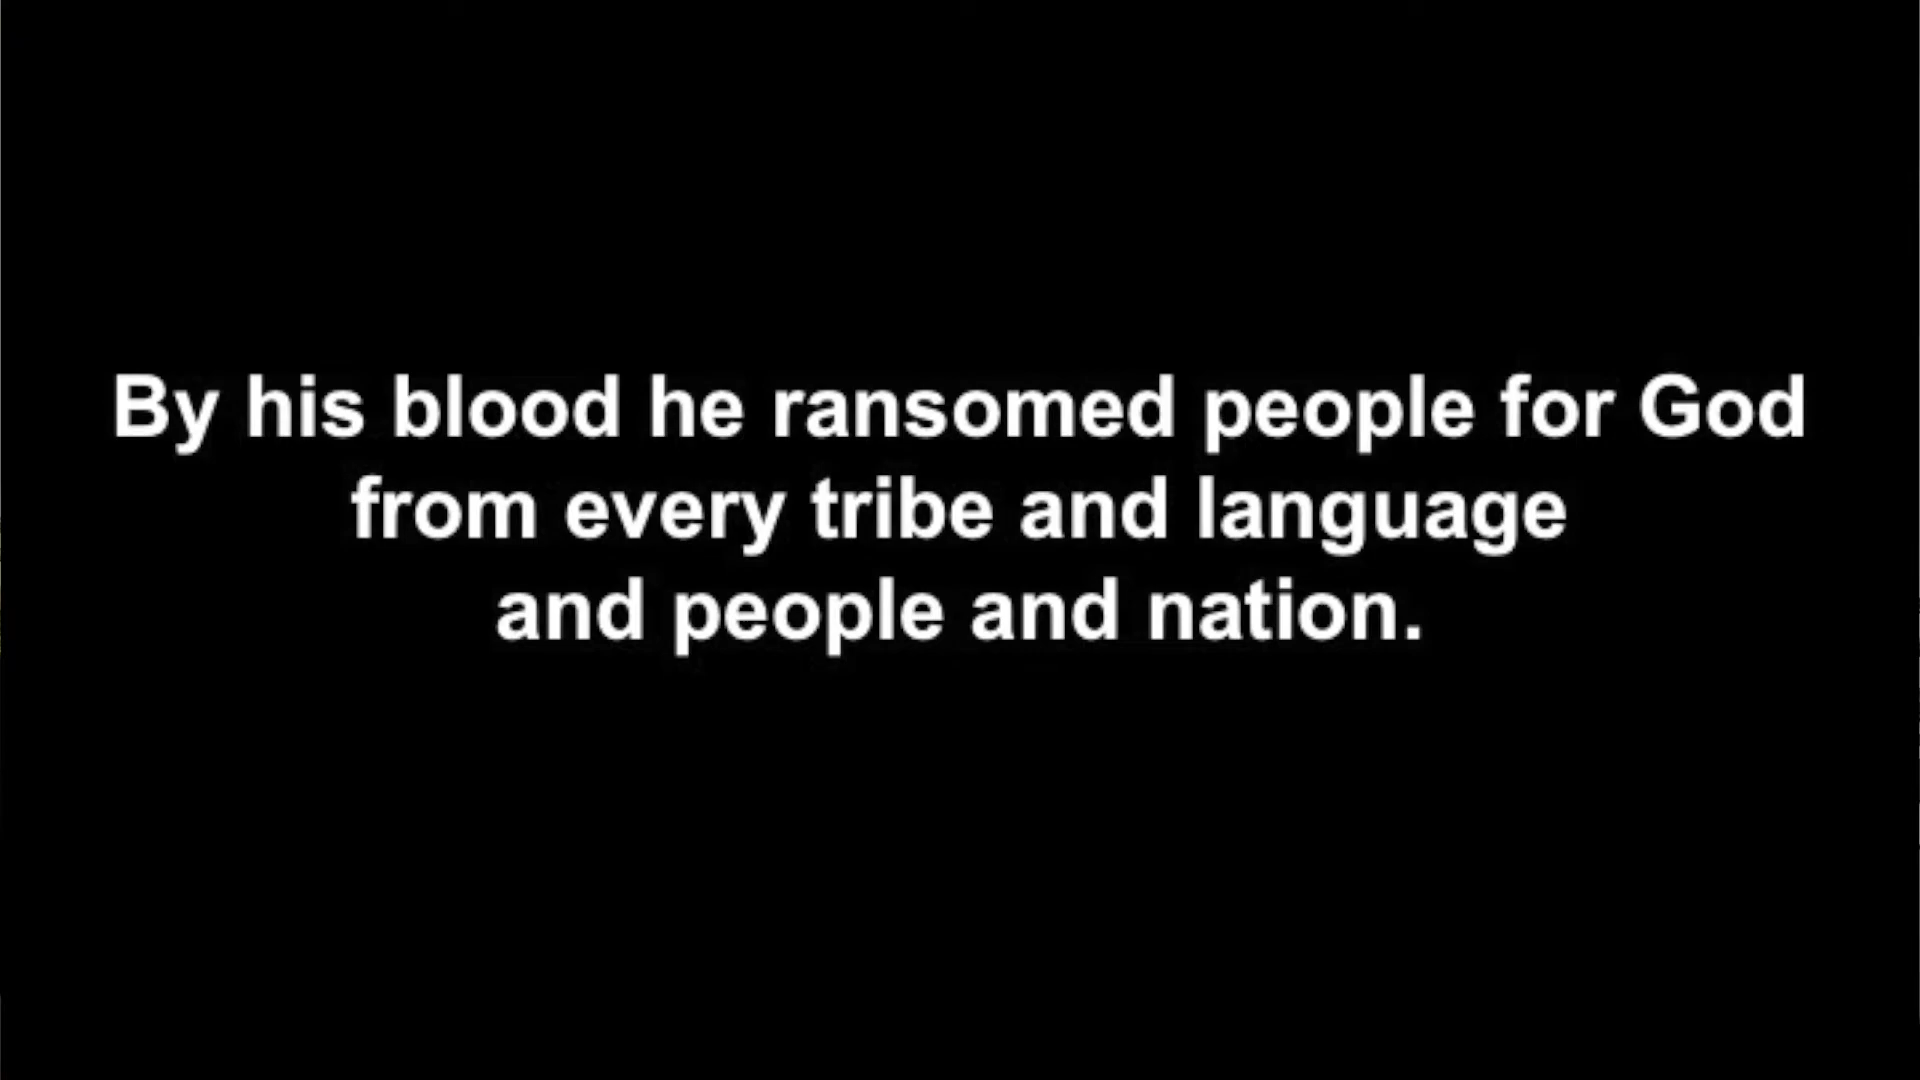 By his blood he ransomed people for God
from every tribe and language
and people and nation.